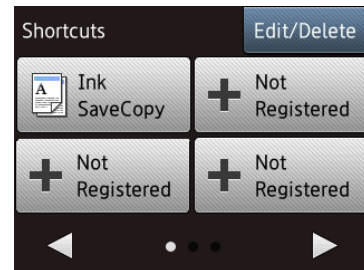 Shortcuts
Edit/Delete
Ink
SaveCopy
Not
Registered
Not
Registered
Not
Registered